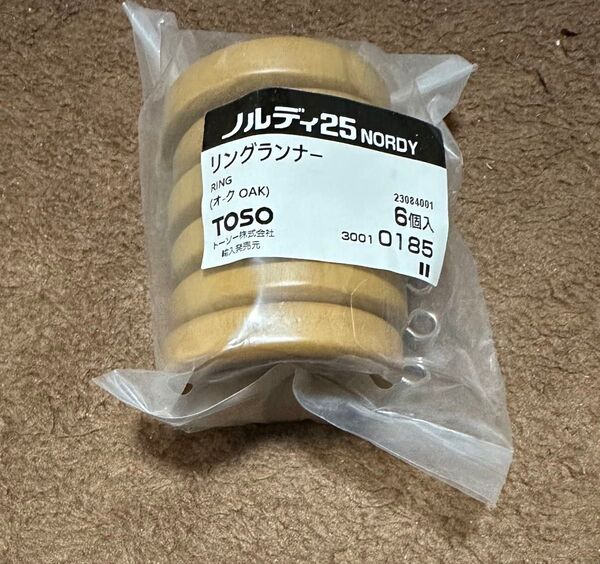 ノルディ25 NORDY
リングランナー
RING
(オーク OAK)
23084001
TOSO
6個入
トーソー株式会社
輸入発売元
3001 0185